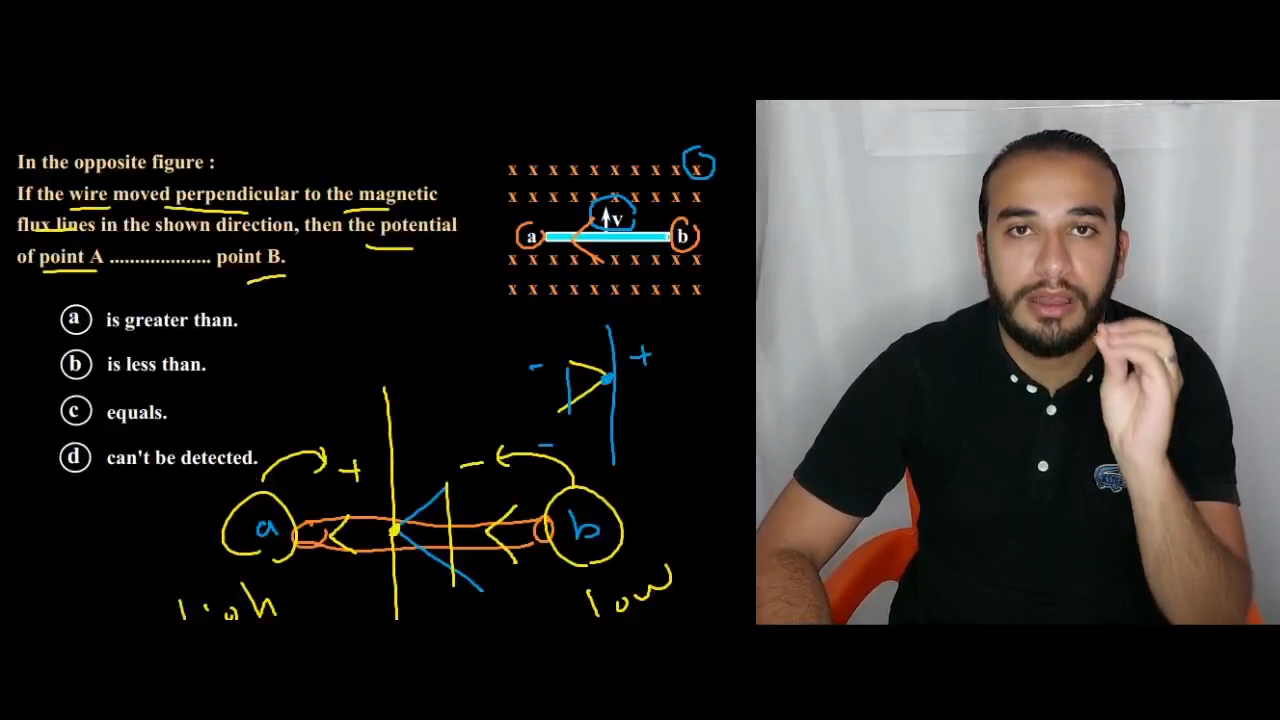 In the opposite figure :
If the wire moved perpendicular to the magnetic
flux lines in the shown direction, then the potential
of point A .................... point B.
a is greater than.
b is less than.
c equals.
d can't be detected.
x x x x x x x x x x
x x x x x x x x x x
v
a b
x x x x x x x x x x
x x x x x x x x x x
- +
-
+ -
a b
high low